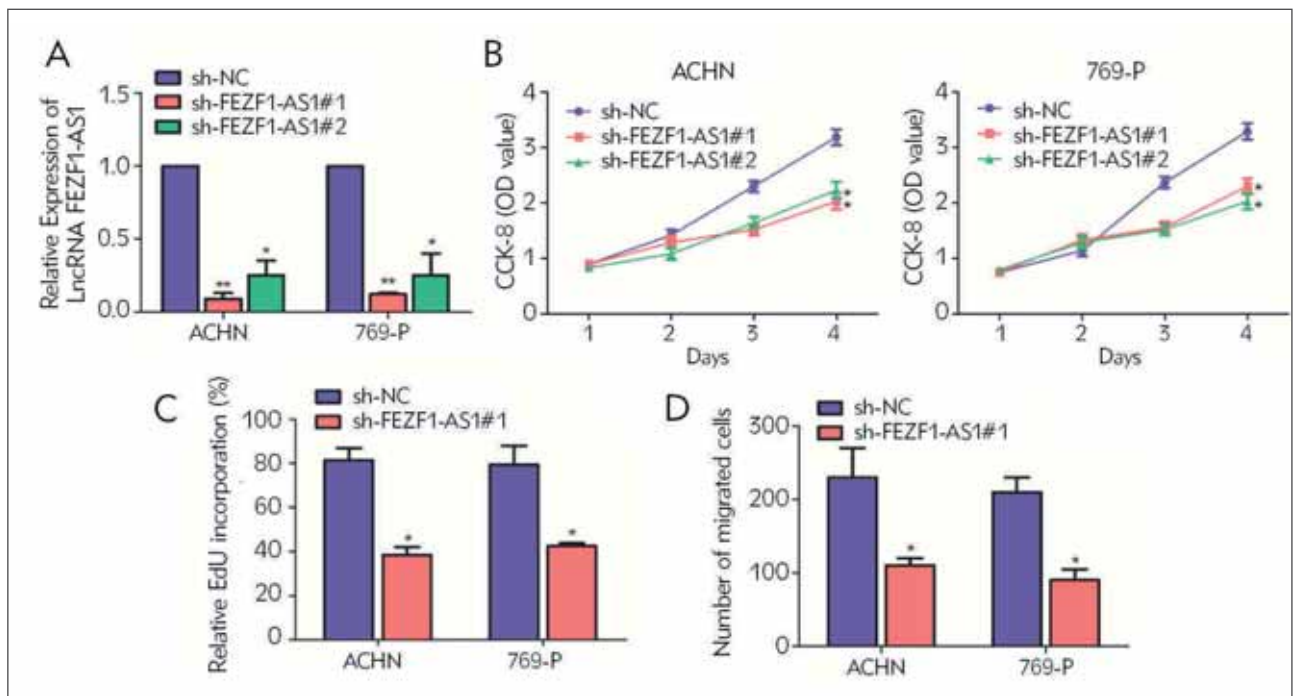 A
sh-NC
sh-FEZF1-AS1#1
sh-FEZF1-AS1#2
Relative Expression of
LncRNA FEZF1-AS1
1.5
1.0
0.5
0.0
**
*
**
*
ACHN
769-P
B
ACHN
CCK-8 (OD value)
4
3
2
1
0
sh-NC
sh-FEZF1-AS1#1
sh-FEZF1-AS1#2
*
*
1 2 3 4
Days
769-P
CCK-8 (OD value)
4
3
2
1
0
sh-NC
sh-FEZF1-AS1#1
sh-FEZF1-AS1#2
*
*
1 2 3 4
Days
C
sh-NC
sh-FEZF1-AS1#1
Relative EdU incorporation (%)
100
80
60
40
20
0
*
*
ACHN
769-P
D
sh-NC
sh-FEZF1-AS1#1
Number of migrated cells
300
200
100
0
*
*
ACHN
769-P